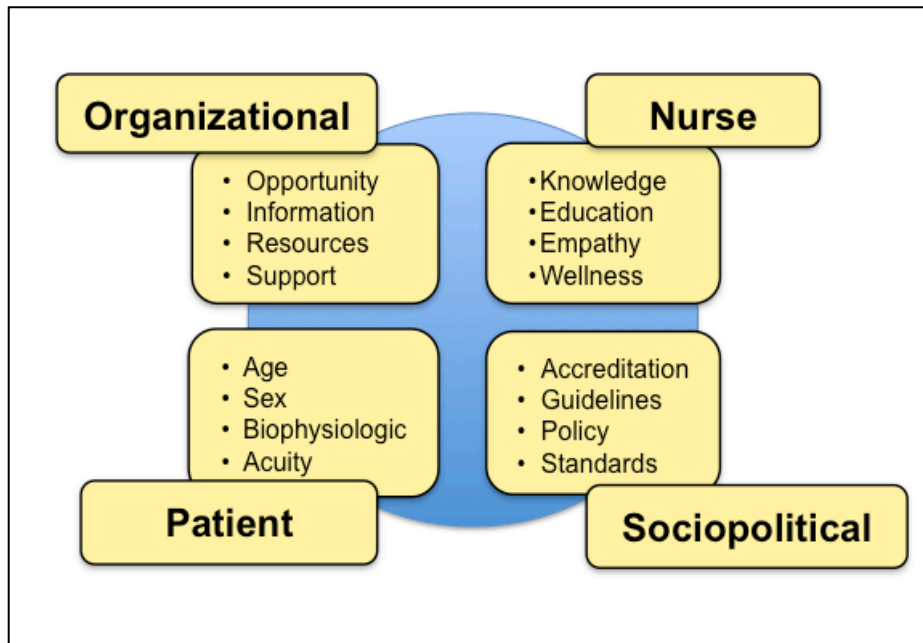 Organizational
• Opportunity
• Information
• Resources
• Support
Nurse
•Knowledge
•Education
•Empathy
•Wellness
• Age
• Sex
• Biophysiologic
• Acuity
Patient
• Accreditation
• Guidelines
• Policy
• Standards
Sociopolitical